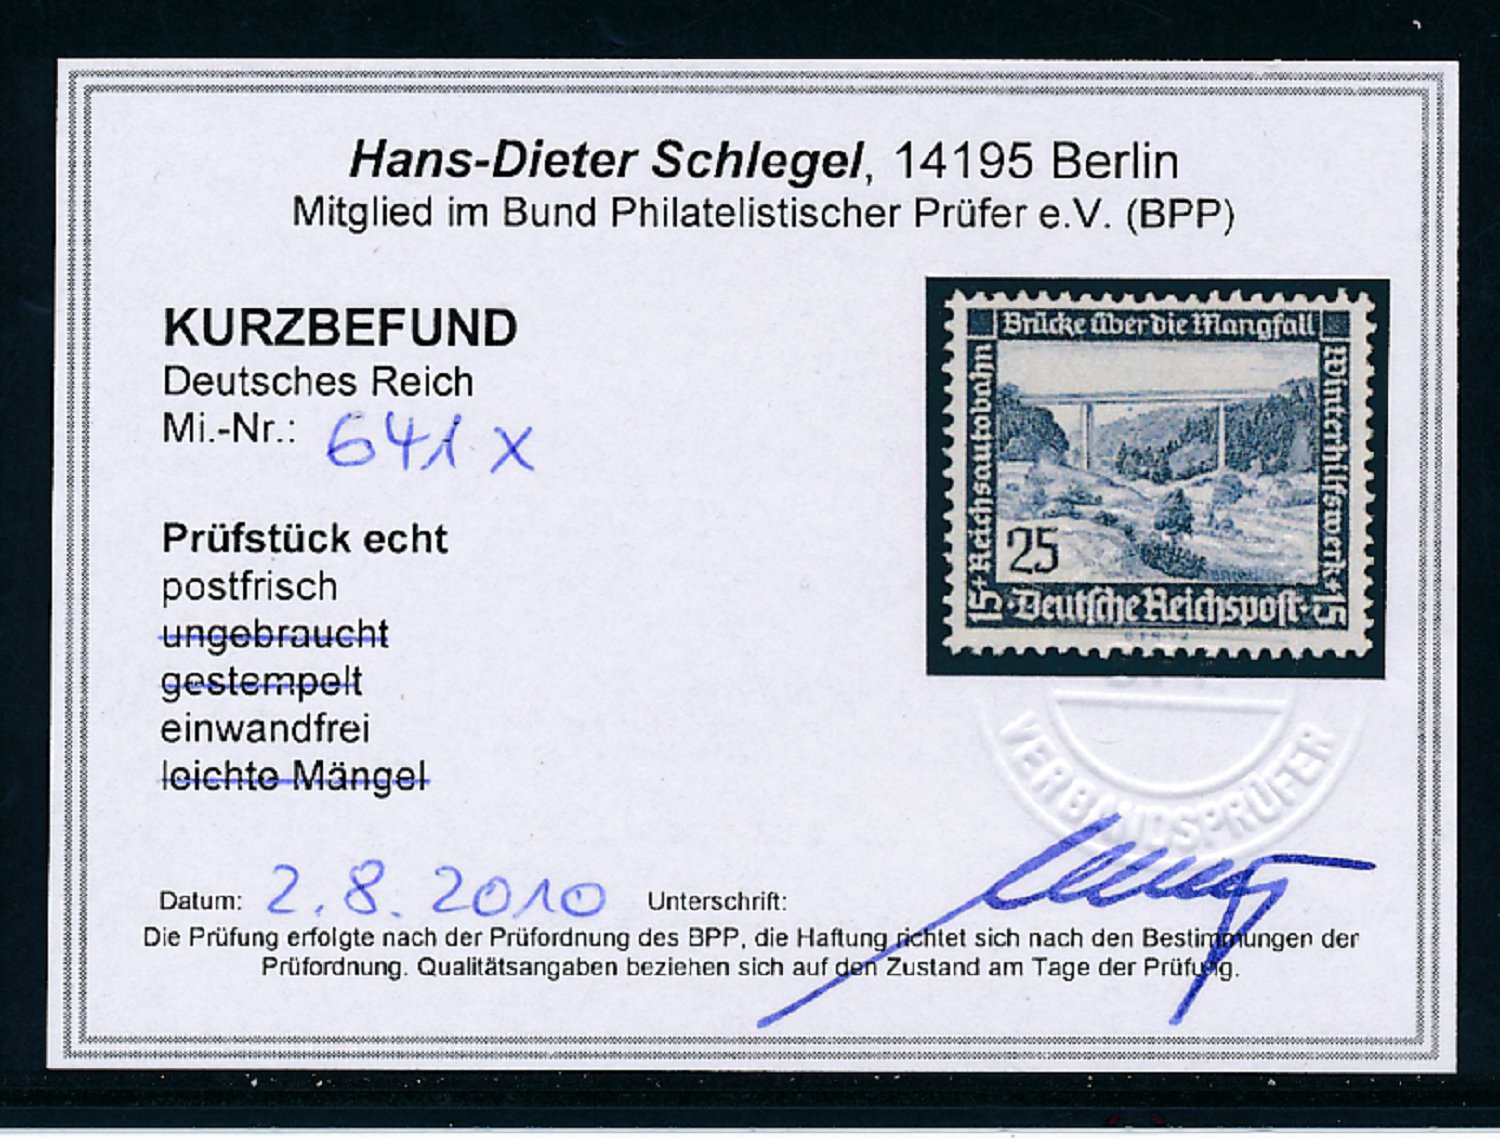 Hans-Dieter Schlegel, 14195 Berlin
Mitglied im Bund Philatelistischer Prüfer e.V. (BPP)
KURZBEFUND
Deutsches Reich
Mi.-Nr.: 641 x
Prüfstück echt
postfrisch
ungebraucht
gestempelt
einwandfrei
leichte Mängel
Brücke über die Mangfall
15+Reichsautobahn
Winterhilfswerk+15
25
Deutsche Reichspost
VERBANDSPRÜFER
Datum: 2.8.2010 Unterschrift:
Die Prüfung erfolgte nach der Prüfordnung des BPP, die Haftung richtet sich nach den Bestimmungen der
Prüfordnung. Qualitätsangaben beziehen sich auf den Zustand am Tage der Prüfung.